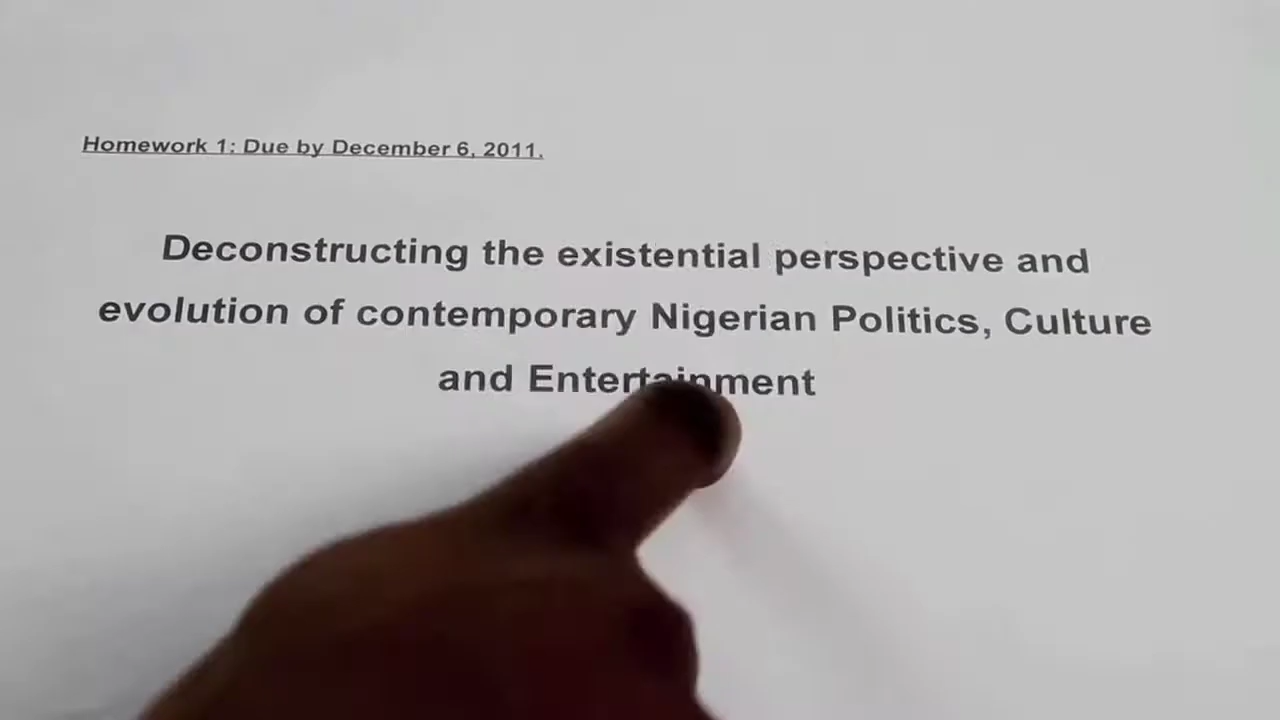 Homework 1: Due by December 6, 2011.
Deconstructing the existential perspective and
evolution of contemporary Nigerian Politics, Culture
and Entertainment